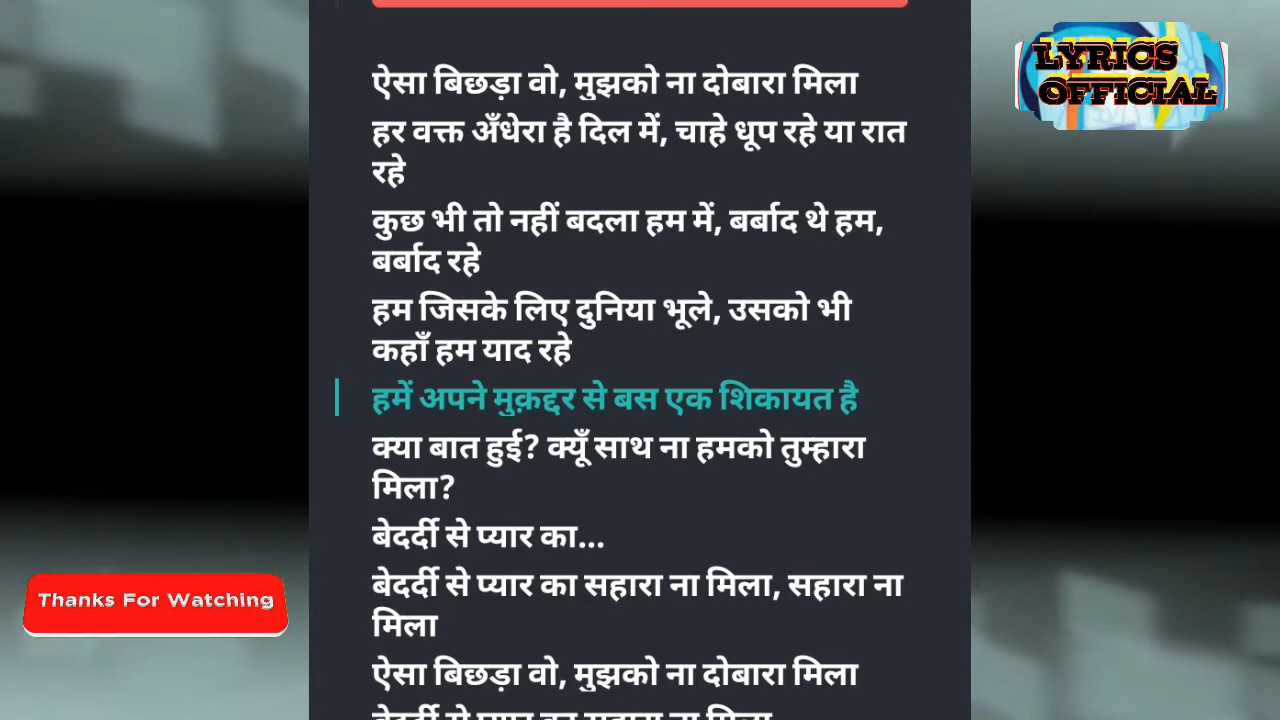 ऐसा बिछड़ा वो, मुझको ना दोबारा मिला
हर वक्त अँधेरा है दिल में, चाहे धूप रहे या रात
रहे
कुछ भी तो नहीं बदला हम में, बर्बाद थे हम,
बर्बाद रहे
हम जिसके लिए दुनिया भूले, उसको भी
कहाँ हम याद रहे
हमें अपने मुक़द्दर से बस एक शिकायत है
क्या बात हुई? क्यूँ साथ ना हमको तुम्हारा
मिला?
बेदर्दी से प्यार का...
बेदर्दी से प्यार का सहारा ना मिला, सहारा ना
मिला
ऐसा बिछड़ा वो, मुझको ना दोबारा मिला
बेदर्दी से प्यार का सहारा ना मिला
LYRICS
OFFICIAL
Thanks For Watching